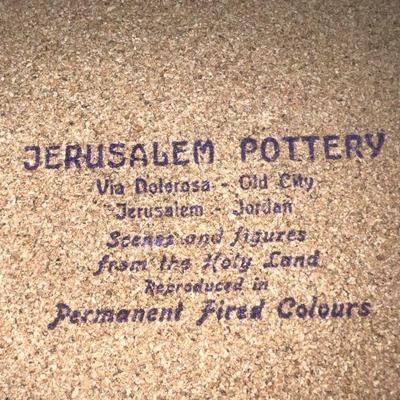 JERUSALEM POTTERY
Via Dolorosa - Old City
Jerusalem - Jordan
Scenes and figures
from the Holy Land
Reproduced in
Permanent Fired Colours